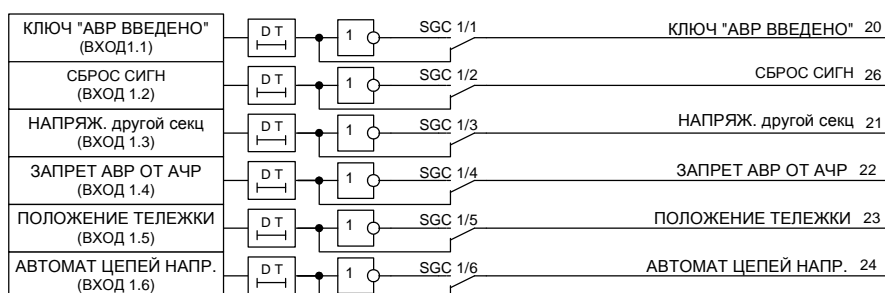 КЛЮЧ "АВР ВВЕДЕНО"
(ВХОД1.1)
D T
1
SGC 1/1
КЛЮЧ "АВР ВВЕДЕНО" 20
СБРОС СИГН
(ВХОД 1.2)
D T
1
SGC 1/2
СБРОС СИГН 26
НАПРЯЖ. другой секц
(ВХОД 1.3)
D T
1
SGC 1/3
НАПРЯЖ. другой секц 21
ЗАПРЕТ АВР ОТ АЧР
(ВХОД 1.4)
D T
1
SGC 1/4
ЗАПРЕТ АВР ОТ АЧР 22
ПОЛОЖЕНИЕ ТЕЛЕЖКИ
(ВХОД 1.5)
D T
1
SGC 1/5
ПОЛОЖЕНИЕ ТЕЛЕЖКИ 23
АВТОМАТ ЦЕПЕЙ НАПР.
(ВХОД 1.6)
D T
1
SGC 1/6
АВТОМАТ ЦЕПЕЙ НАПР. 24